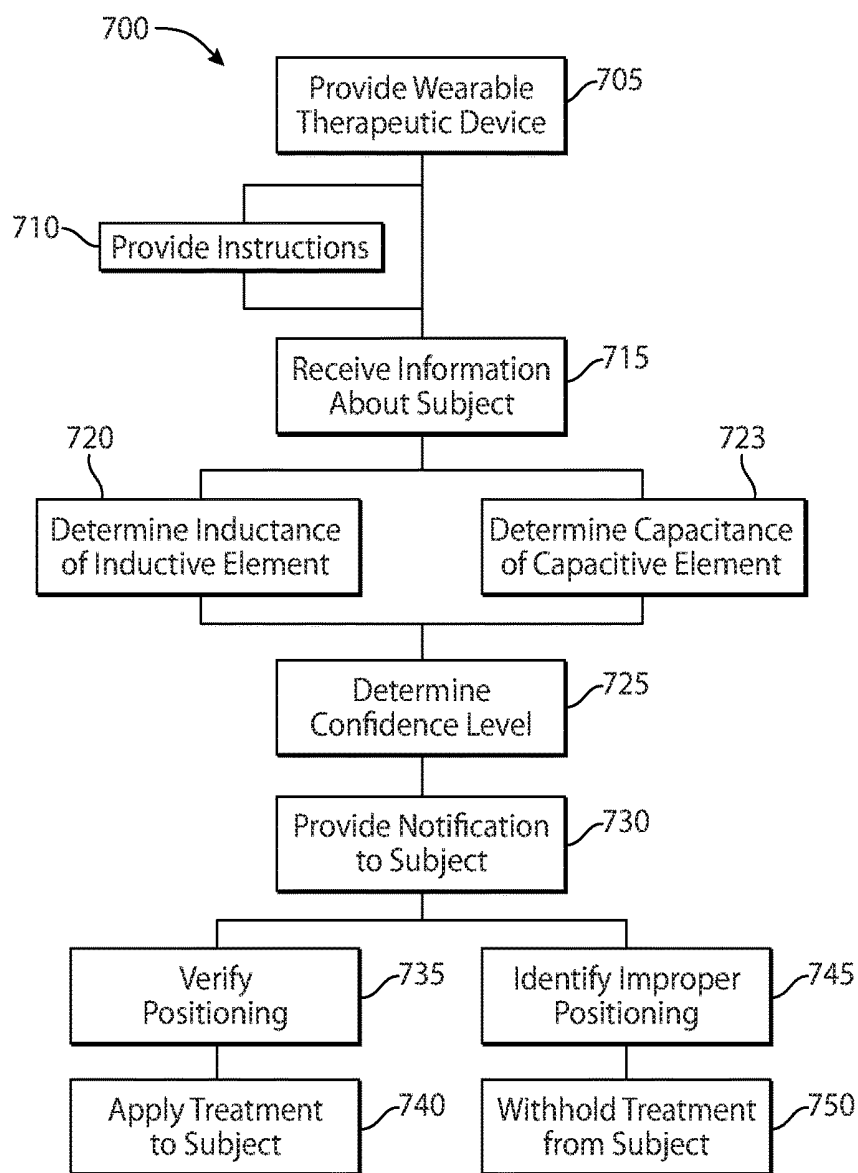 700
Provide Wearable
Therapeutic Device
705
710
Provide Instructions
Receive Information
About Subject
715
720
723
Determine Inductance
of Inductive Element
Determine Capacitance
of Capacitive Element
Determine
Confidence Level
725
Provide Notification
to Subject
730
Verify
Positioning
735
Identify Improper
Positioning
745
Apply Treatment
to Subject
740
Withhold Treatment
from Subject
750